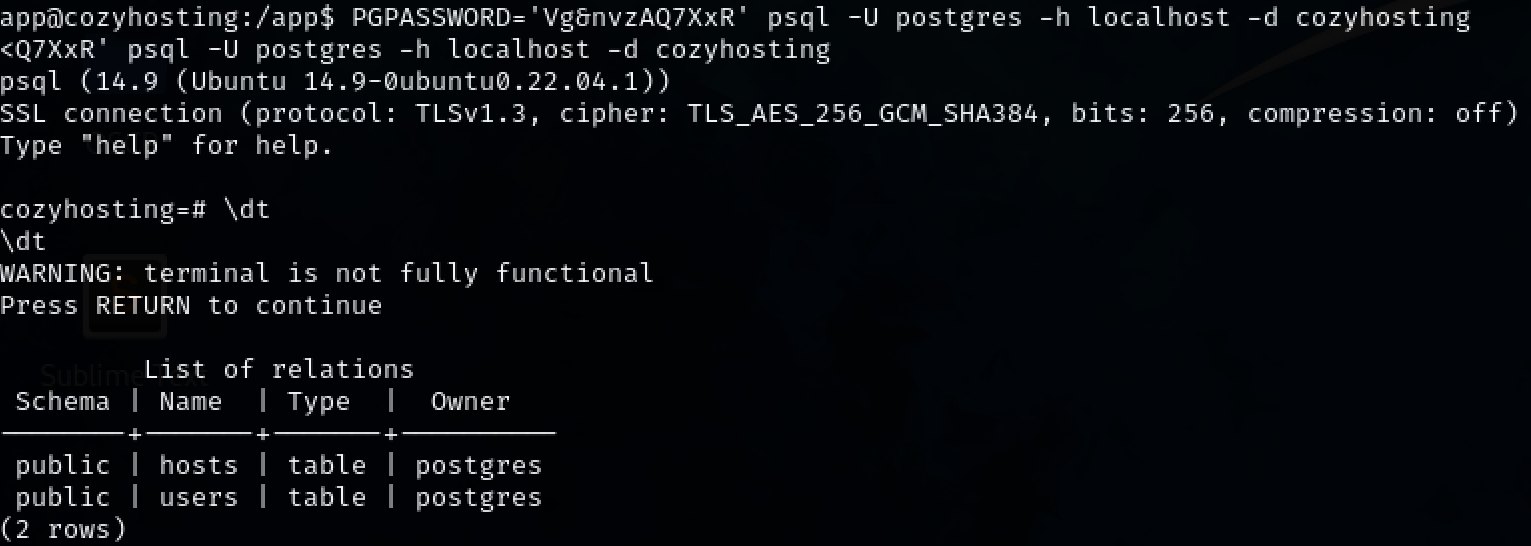 app@cozyhosting:/app$ PGPASSWORD='Vg&nvzAQ7XxR' psql -U postgres -h localhost -d cozyhosting
<Q7XxR' psql -U postgres -h localhost -d cozyhosting
psql (14.9 (Ubuntu 14.9-0ubuntu0.22.04.1))
SSL connection (protocol: TLSv1.3, cipher: TLS_AES_256_GCM_SHA384, bits: 256, compression: off)
Type "help" for help.
cozyhosting=# \dt
\dt
WARNING: terminal is not fully functional
Press RETURN to continue
List of relations
Schema | Name | Type | Owner
--------+-------+-------+----------
public | hosts | table | postgres
public | users | table | postgres
(2 rows)